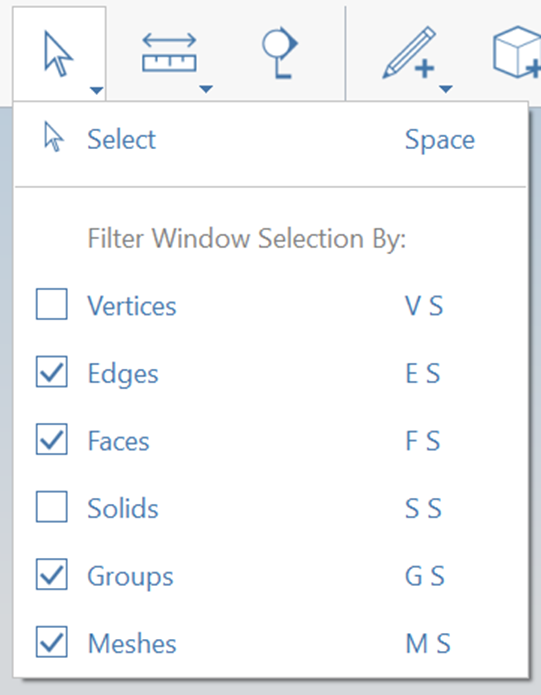 Select Space
Filter Window Selection By:
Vertices V S
Edges E S
Faces F S
Solids S S
Groups G S
Meshes M S